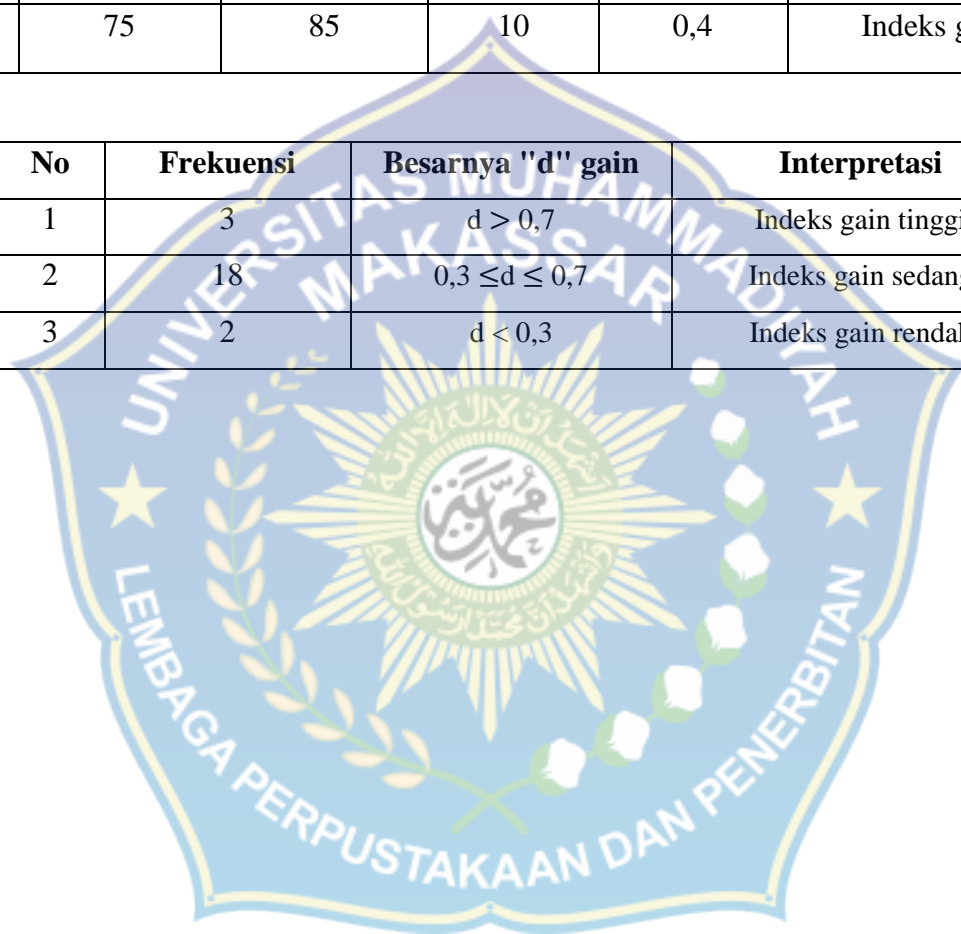 75 85 10 0,4 Indeks g
No Frekuensi Besarnya "d" gain Interpretasi
1 3 d > 0,7 Indeks gain tinggi
2 18 0,3 ≤d ≤ 0,7 Indeks gain sedang
3 2 d < 0,3 Indeks gain rendah
UNIVERSITAS MUHAMMADIYAH
MAKASSAR
LEMBAGA PERPUSTAKAAN DAN PENERBITAN